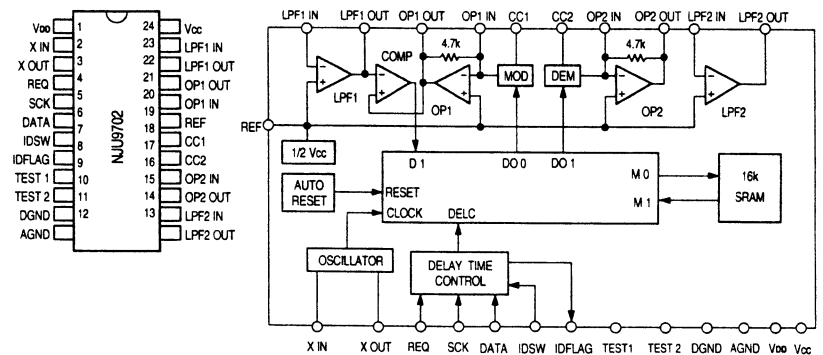 VDD 1 24 Vcc
X IN 2 23 LPF1 IN
X OUT 3 22 LPF1 OUT
REQ 4 21 OP1 OUT
SCK 5 20 OP1 IN
DATA 6 19 REF
IDSW 7 18 CC1
IDFLAG 8 17 CC2
TEST 1 9 16 OP2 IN
TEST 2 10 15 OP2 OUT
DGND 11 14 LPF2 IN
AGND 12 13 LPF2 OUT
NJU9702
LPF1 IN LPF1 OUT OP1 OUT OP1 IN CC1 CC2 OP2 IN OP2 OUT LPF2 IN LPF2 OUT
4.7k 4.7k
COMP
MOD DEM
LPF1 OP1 OP2 LPF2
REF
1/2 Vcc
D 1 DO 0 DO 1
M 0
M 1
16k
SRAM
AUTO
RESET
RESET
CLOCK DELC
OSCILLATOR
DELAY TIME
CONTROL
X IN X OUT REQ SCK DATA IDSW IDFLAG TEST1 TEST 2 DGND AGND VDD Vcc